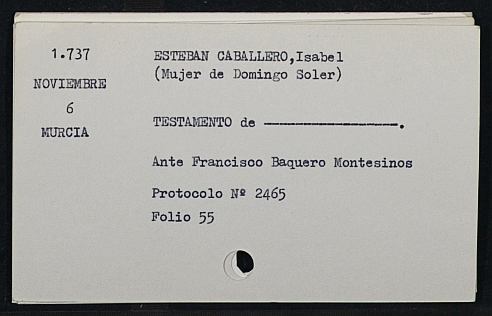 1.737
NOVIEMBRE
6
MURCIA
ESTEBAN CABALLERO,Isabel
(Mujer de Domingo Soler)
TESTAMENTO de ———————————————.
Ante Francisco Baquero Montesinos
Protocolo Nº 2465
Folio 55